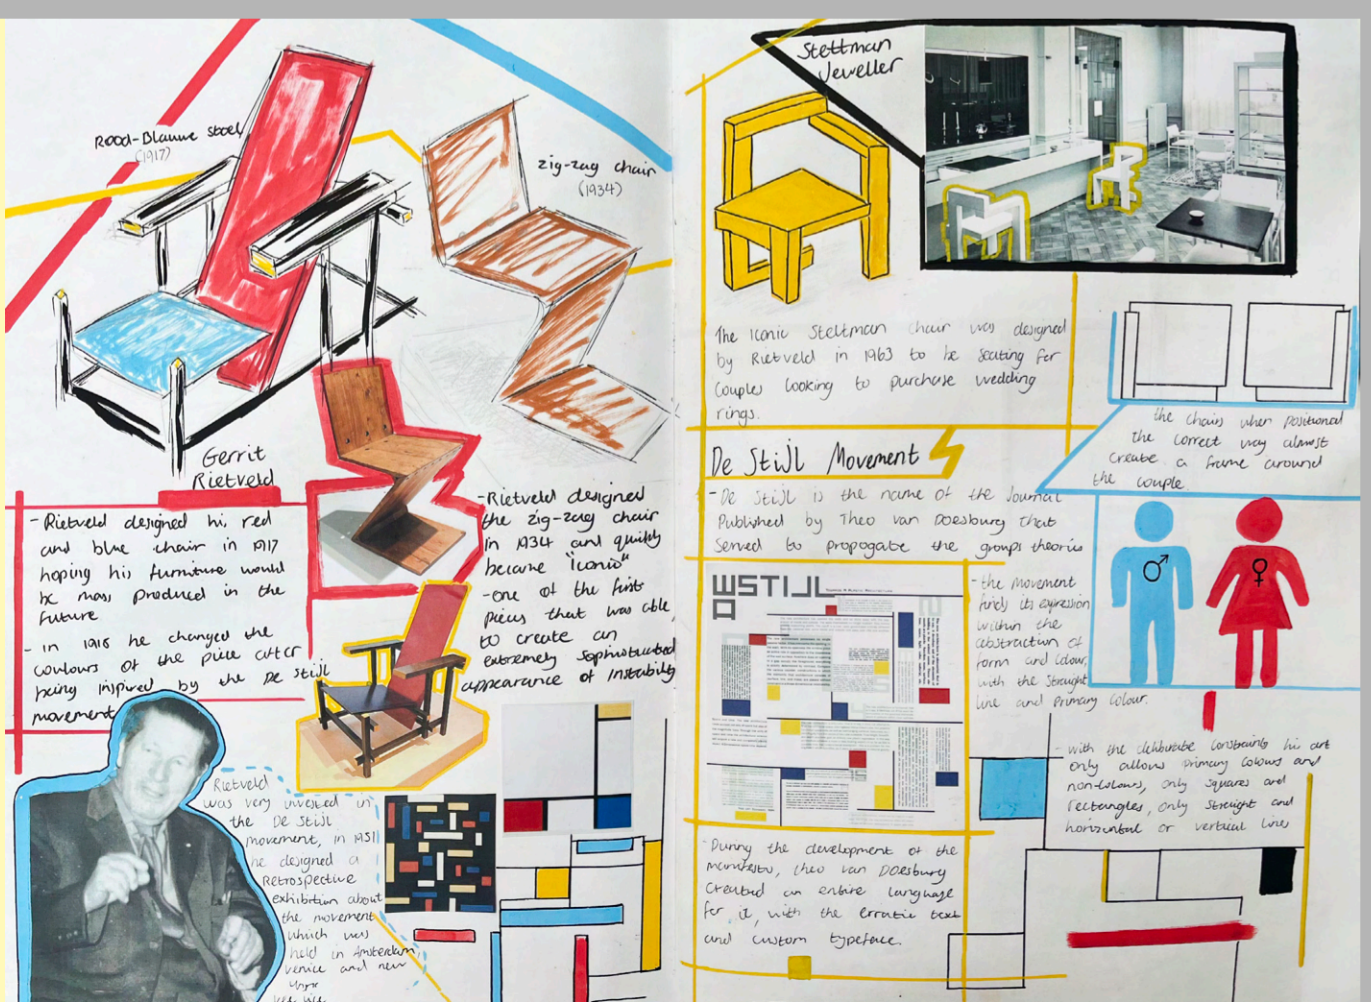 Rood-Blauwe stoel
(1917)
zig-zag chair
(1934)
Gerrit
Rietveld
- Rietveld designed his red
and blue chair in 1917
hoping his furniture would
be mass produced in the
future
- in 1918 he changed the
colours of the piece after
being inspired by the De Stijl
movement
- Rietveld designed
the zig-zag chair
in 1934 and quickly
became "iconic"
- one of the first
pieces that was able
to create an
extremely sophisticated
appearance of instability
Rietveld
was very invested in
the De Stijl
movement, in 1951
he designed a
Retrospective
exhibition about
the movement
which was
held in Amsterdam,
Venice and new
York
Steltman
Jeweller
The Iconic Steltman chair was designed
by Rietveld in 1963 to be seating for
couples looking to purchase wedding
rings.
the chairs when positioned
the correct way almost
create a frame around
the couple.
De Stijl Movement
- De Stijl is the name of the Journal
Published by Theo van Doesburg that
served to propogate the groups theories
- the movement
finds its expression
within the
abstraction of
form and colour,
with the straight
line and primary colour.
- with the deliberate constraints his art
only allows primary colours and
non-colours, only squares and
rectangles, only straight and
horizontal or vertical lines
- During the development of the
manifesto, theo van Doesburg
created an entire language
for it, with the erratic text
and custom typeface.